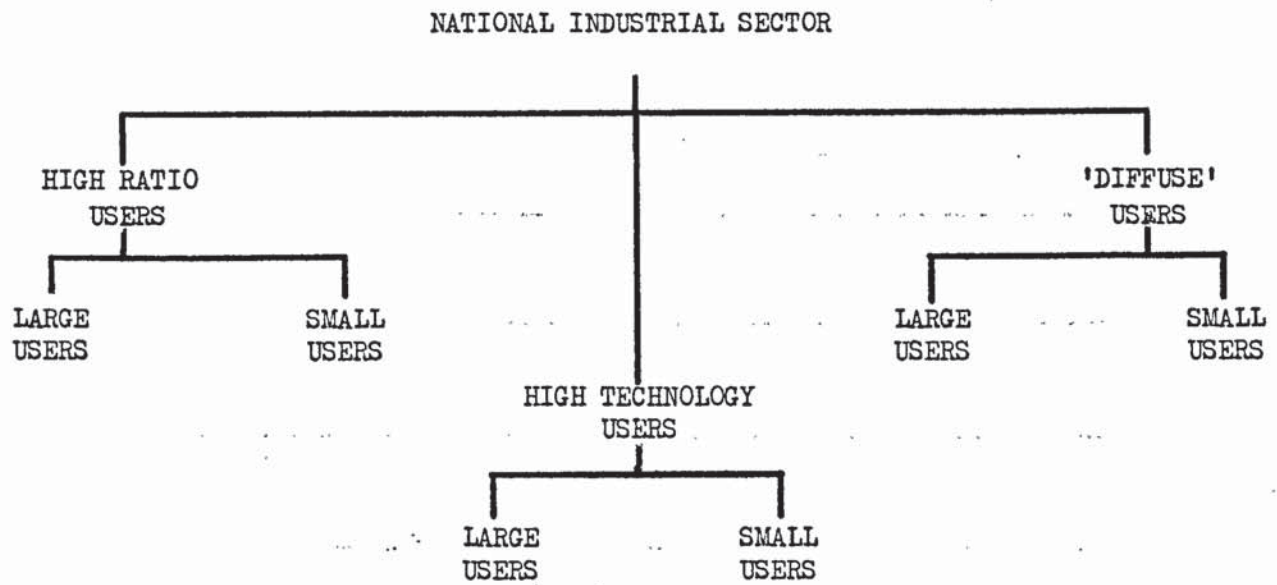 NATIONAL INDUSTRIAL SECTOR
HIGH RATIO
USERS
'DIFFUSE'
USERS
LARGE
USERS
SMALL
USERS
LARGE
USERS
SMALL
USERS
HIGH TECHNOLOGY
USERS
LARGE
USERS
SMALL
USERS